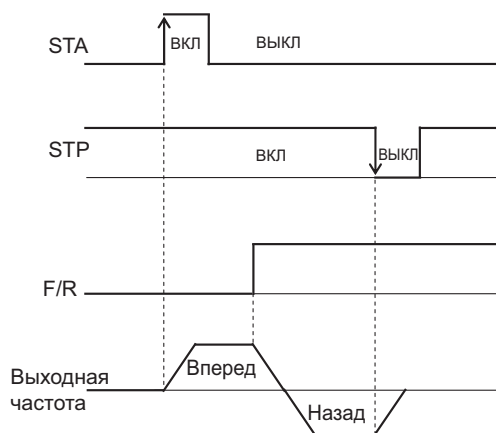 STA
ВКЛ
ВЫКЛ
STP
ВКЛ
ВЫКЛ
F/R
Вперед
Выходная
частота
Назад